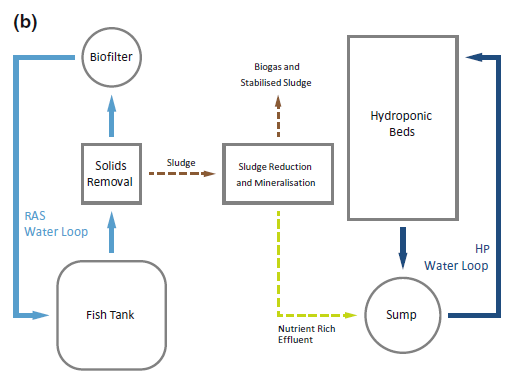 (b)
Biofilter
Biogas and
Stabilised Sludge
Hydroponic
Beds
Solids
Removal
Sludge
Sludge Reduction
and Mineralisation
RAS
Water Loop
HP
Water Loop
Fish Tank
Sump
Nutrient Rich
Effluent